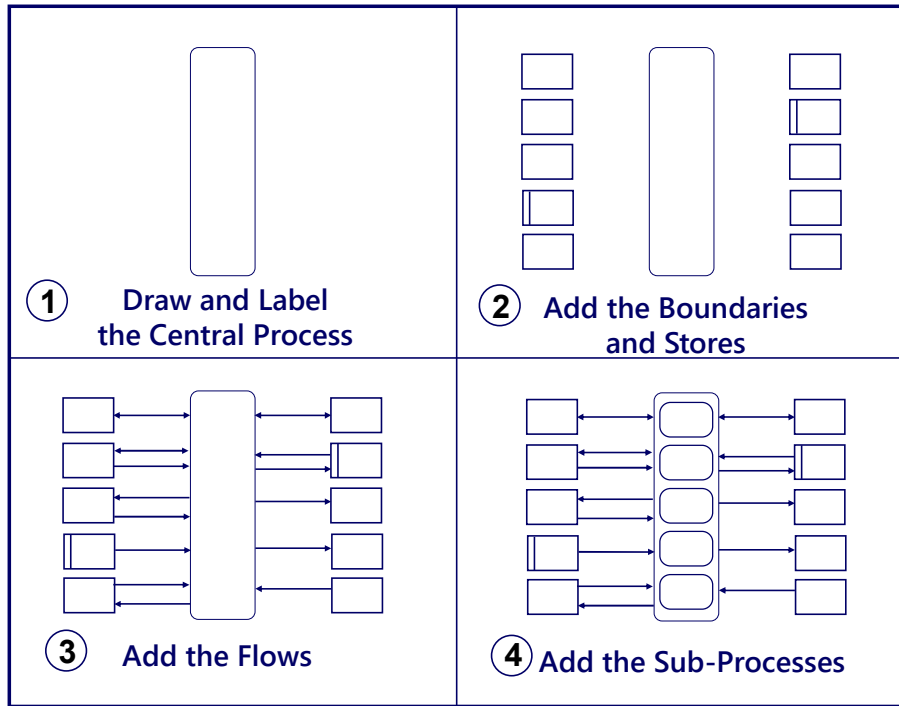 1
Draw and Label
the Central Process
2
Add the Boundaries
and Stores
3
Add the Flows
4
Add the Sub-Processes